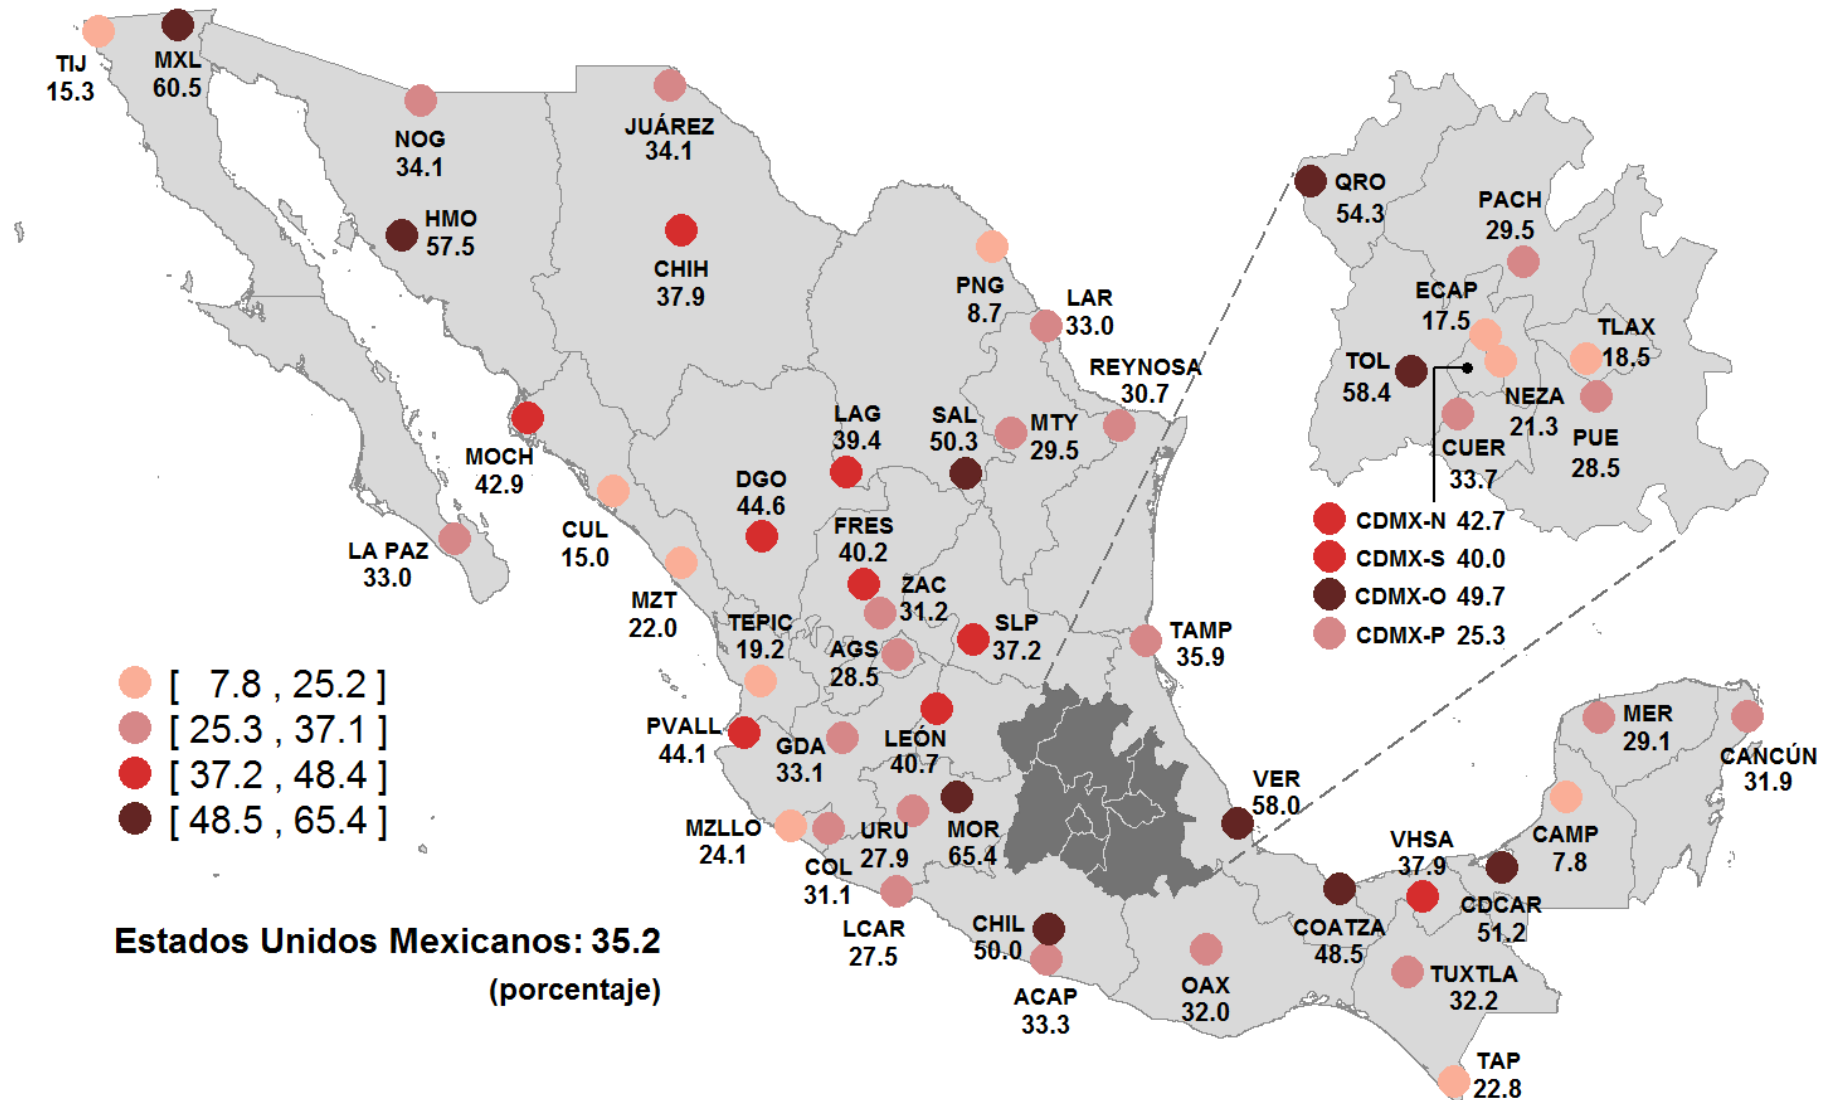 TIJ
15.3
MXL
60.5
NOG
34.1
JUÁREZ
34.1
HMO
57.5
CHIH
37.9
PNG
8.7
LAR
33.0
REYNOSA
30.7
MOCH
42.9
LAG
39.4
SAL
50.3
MTY
29.5
DGO
44.6
CUL
15.0
LA PAZ
33.0
FRES
40.2
ZAC
31.2
MZT
22.0
TEPIC
19.2
AGS
28.5
SLP
37.2
TAMP
35.9
PVALL
44.1
GDA
33.1
LEÓN
40.7
MZLLO
24.1
COL
31.1
URU
27.9
MOR
65.4
LCAR
27.5
CHIL
50.0
ACAP
33.3
OAX
32.0
VER
58.0
COATZA
48.5
VHSA
37.9
CDCAR
51.2
TUXTLA
32.2
TAP
22.8
CAMP
7.8
MER
29.1
CANCÚN
31.9
QRO
54.3
PACH
29.5
ECAP
17.5
TLAX
18.5
TOL
58.4
NEZA
21.3
CUER
33.7
PUE
28.5
CDMX-N 42.7
CDMX-S 40.0
CDMX-O 49.7
CDMX-P 25.3
[ 7.8 , 25.2 ]
[ 25.3 , 37.1 ]
[ 37.2 , 48.4 ]
[ 48.5 , 65.4 ]
Estados Unidos Mexicanos: 35.2
(porcentaje)